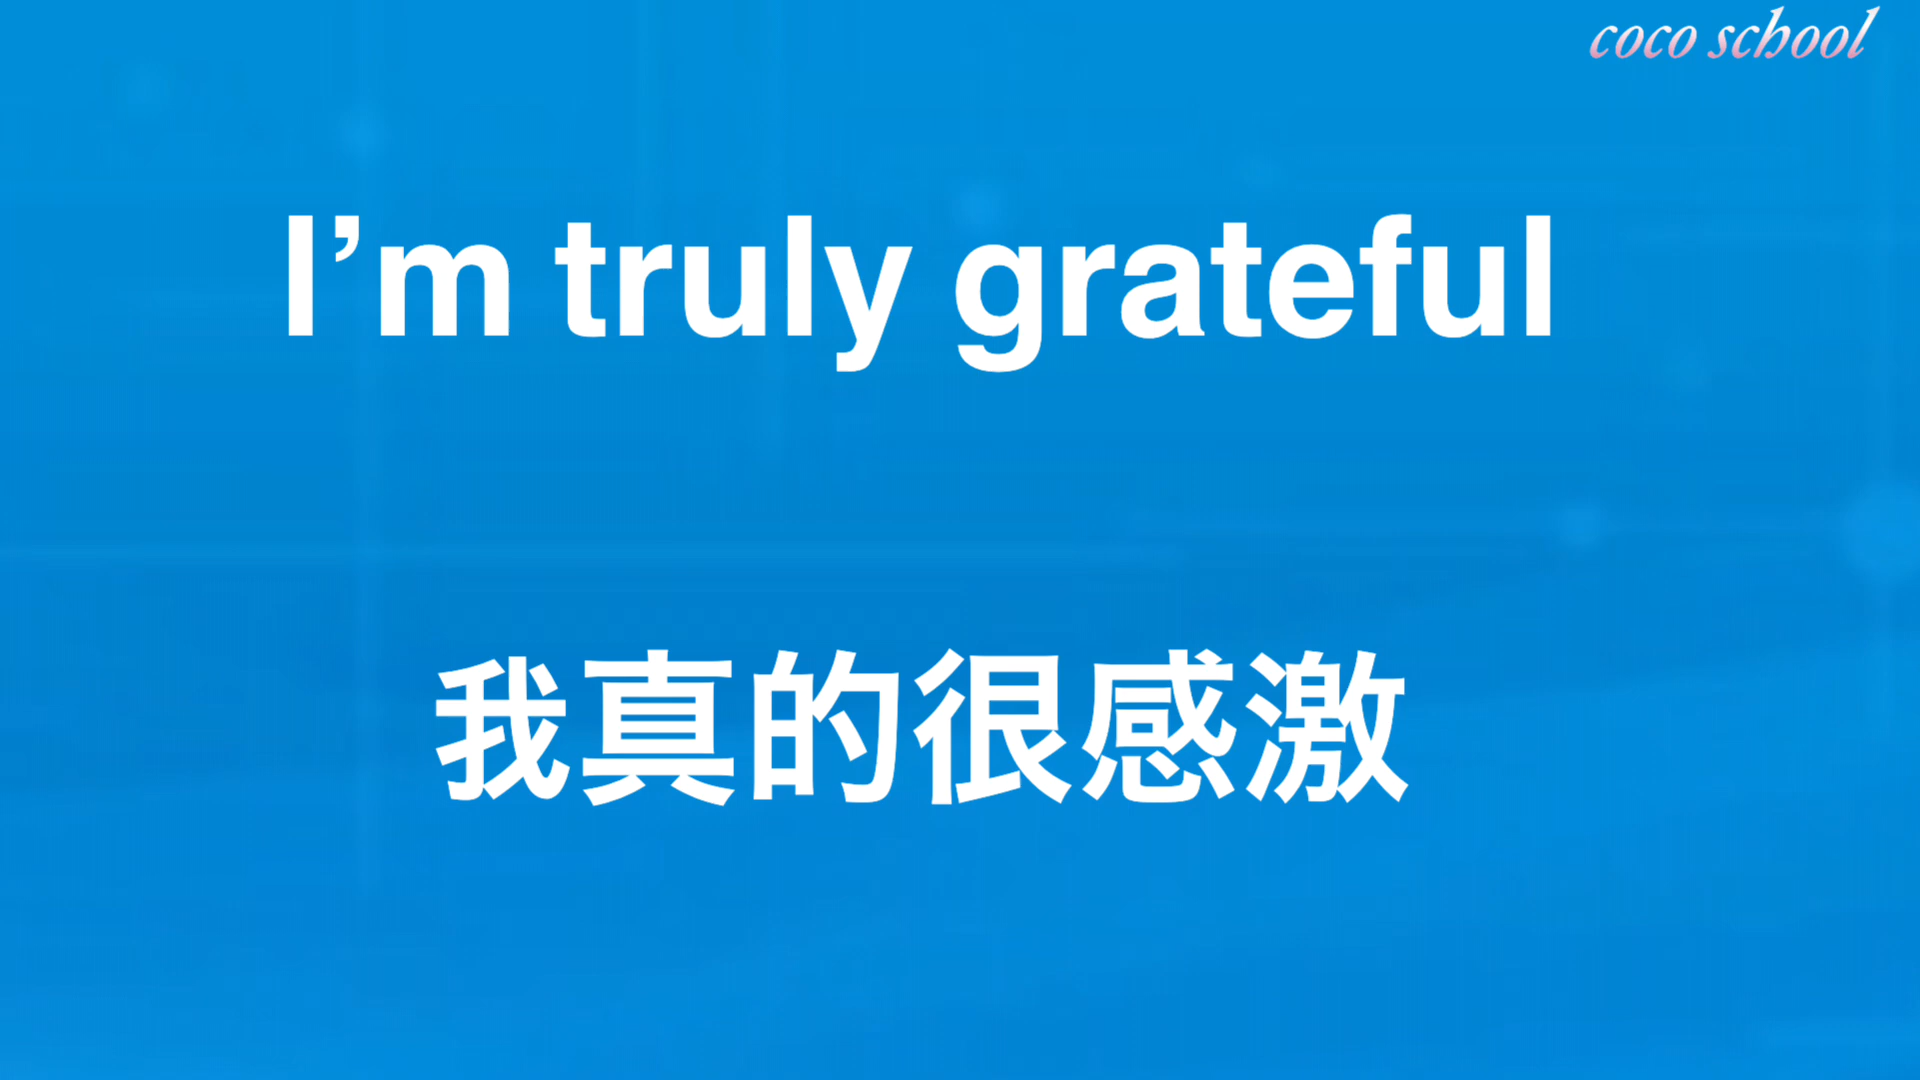 coco school
I’m truly grateful
我真的很感激